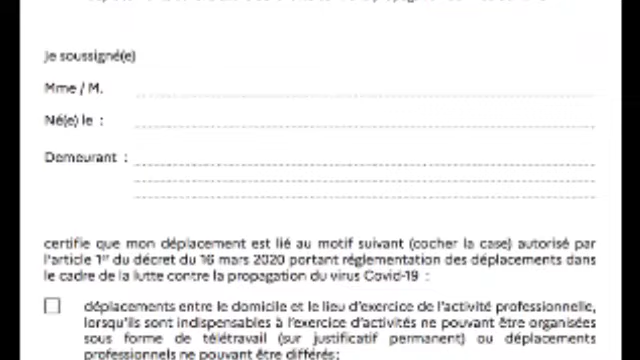 Je soussigné(e)
Mme / M.
Né(e) le :
Demeurant :
certifie que mon déplacement est lié au motif suivant (cocher la case) autorisé par
l'article 1er du décret du 16 mars 2020 portant réglementation des déplacements dans
le cadre de la lutte contre la propagation du virus Covid-19 :
déplacements entre le domicile et le lieu d'exercice de l'activité professionnelle,
lorsqu'ils sont indispensables à l'exercice d'activités ne pouvant être organisées
sous forme de télétravail (sur justificatif permanent) ou déplacements
professionnels ne pouvant être différés;